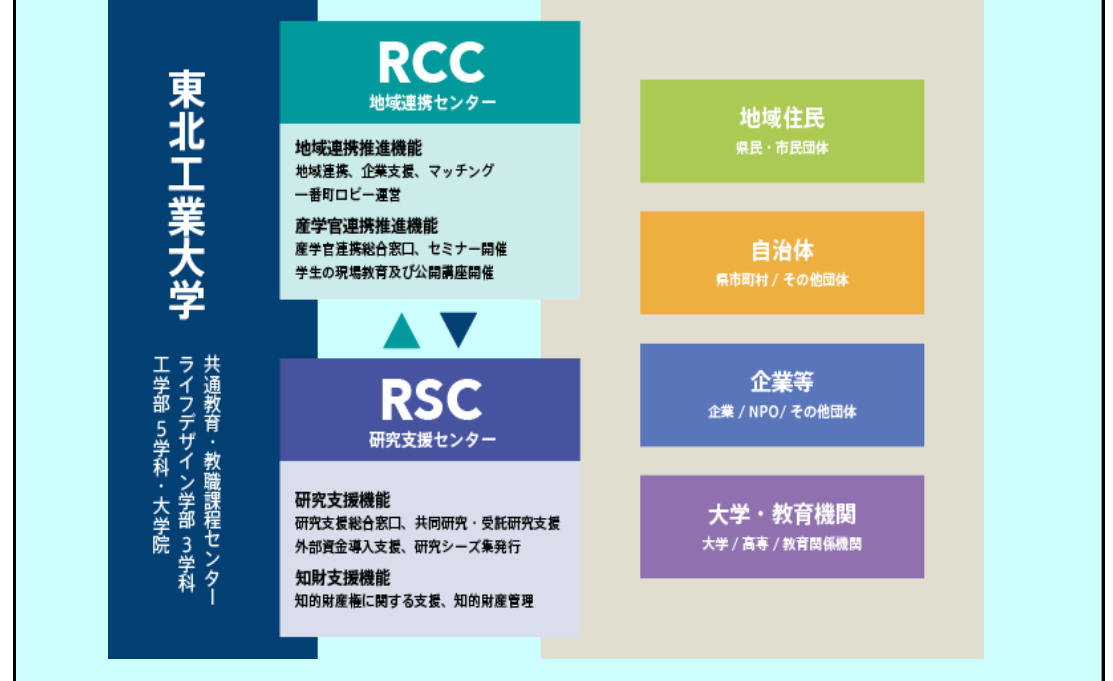 東北工業大学
共通教育・教職課程センター
ライフデザイン学部 3学科
工学部 5学科・大学院
RCC
地域連携センター
地域連携推進機能
地域連携、企業支援、マッチング
一番町ロビー運営
産学官連携推進機能
産学官連携総合窓口、セミナー開催
学生の現場教育及び公開講座開催
RSC
研究支援センター
研究支援機能
研究支援総合窓口、共同研究・受託研究支援
外部資金導入支援、研究シーズ集発行
知財支援機能
知的財産権に関する支援、知的財産管理
地域住民
県民・市民団体
自治体
県市町村 / その他団体
企業等
企業 / NPO/ その他団体
大学・教育機関
大学 / 高専 / 教育関係機関